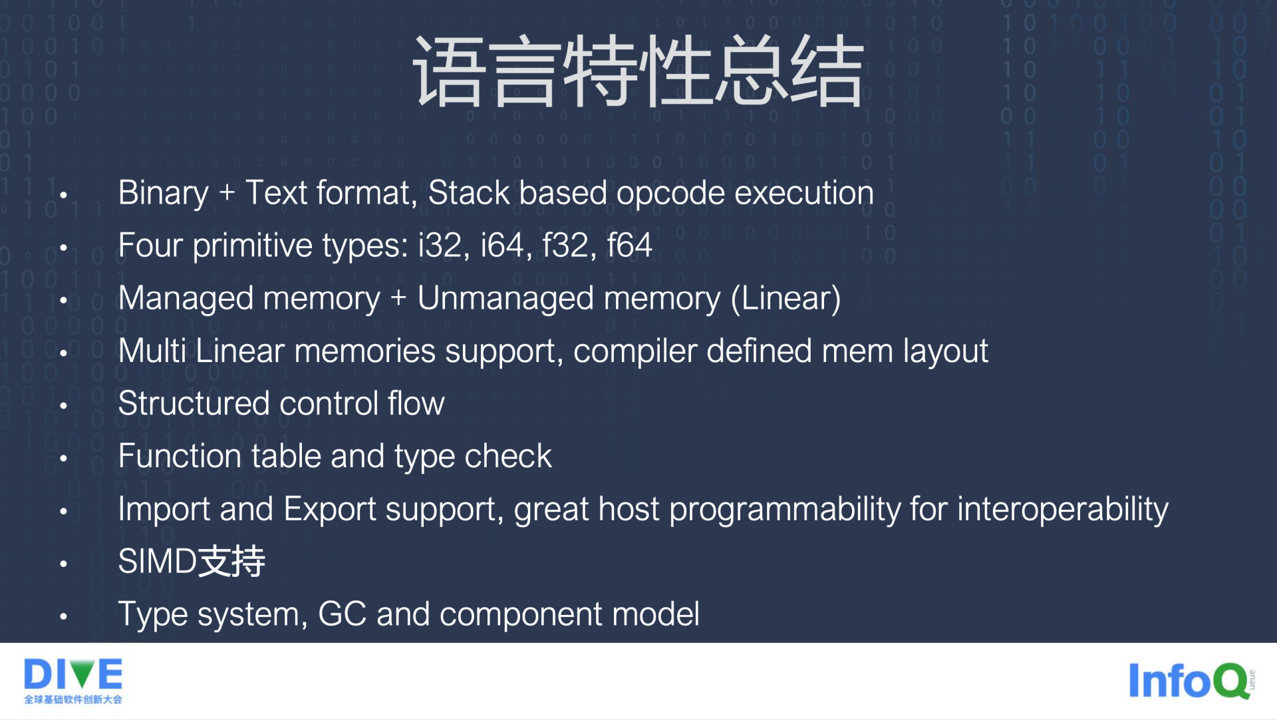 语言特性总结
• Binary + Text format, Stack based opcode execution
• Four primitive types: i32, i64, f32, f64
• Managed memory + Unmanaged memory (Linear)
• Multi Linear memories support, compiler defined mem layout
• Structured control flow
• Function table and type check
• Import and Export support, great host programmability for interoperability
• SIMD支持
• Type system, GC and component model
DIVE
全球基础软件创新大会
InfoQueue